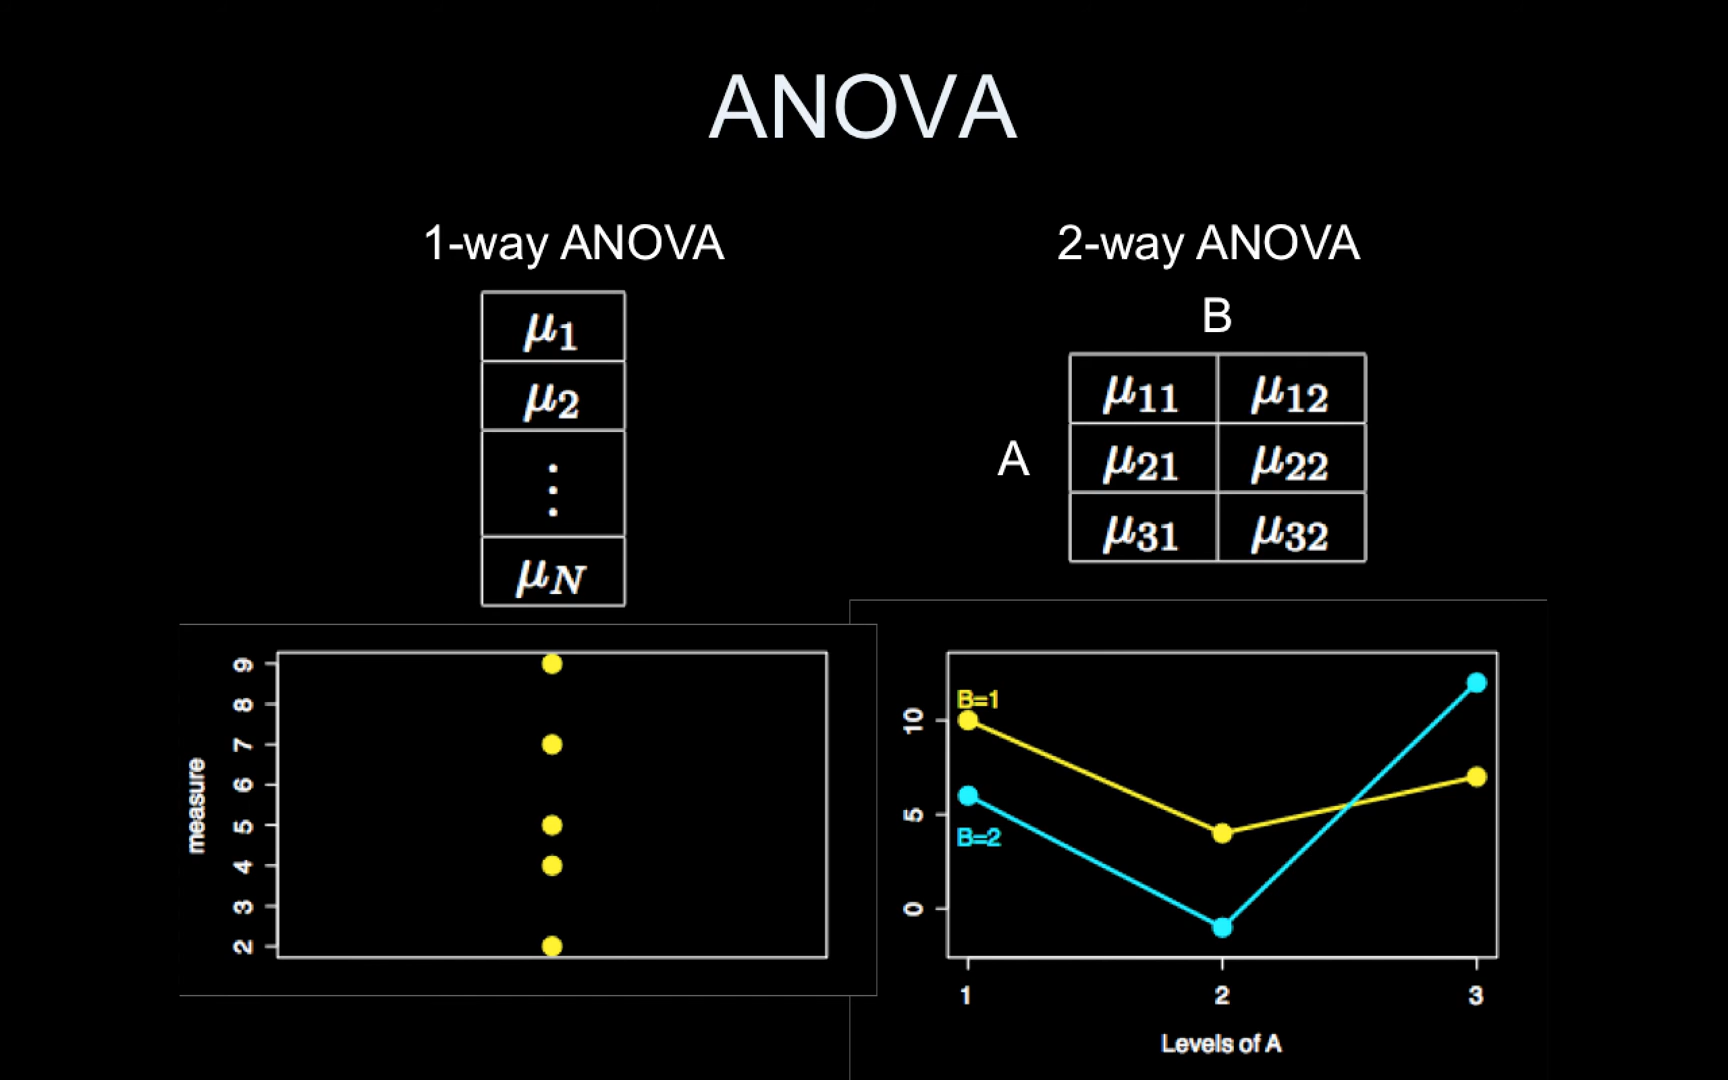 ANOVA
1-way ANOVA
μ1
μ2
⋮
μN
measure
9
8
7
6
5
4
3
2
2-way ANOVA
B
A
μ11 μ12
μ21 μ22
μ31 μ32
B=1
B=2
10
5
0
1 2 3
Levels of A